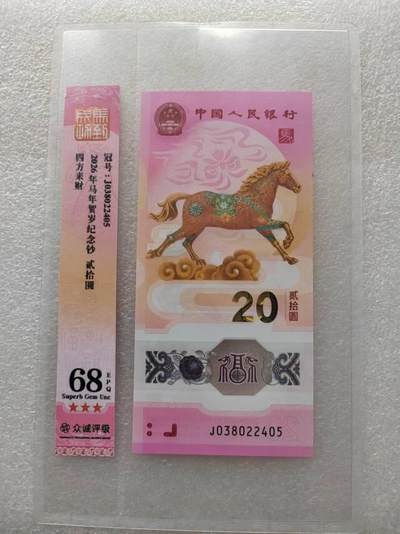 冠号:J038022405
2026年马年贺岁纪念钞 贰拾圆
四方来财
68
EPQ
Superb Gem Unc
众诚评级
中国人民银行
20
贰拾圆
J038022405